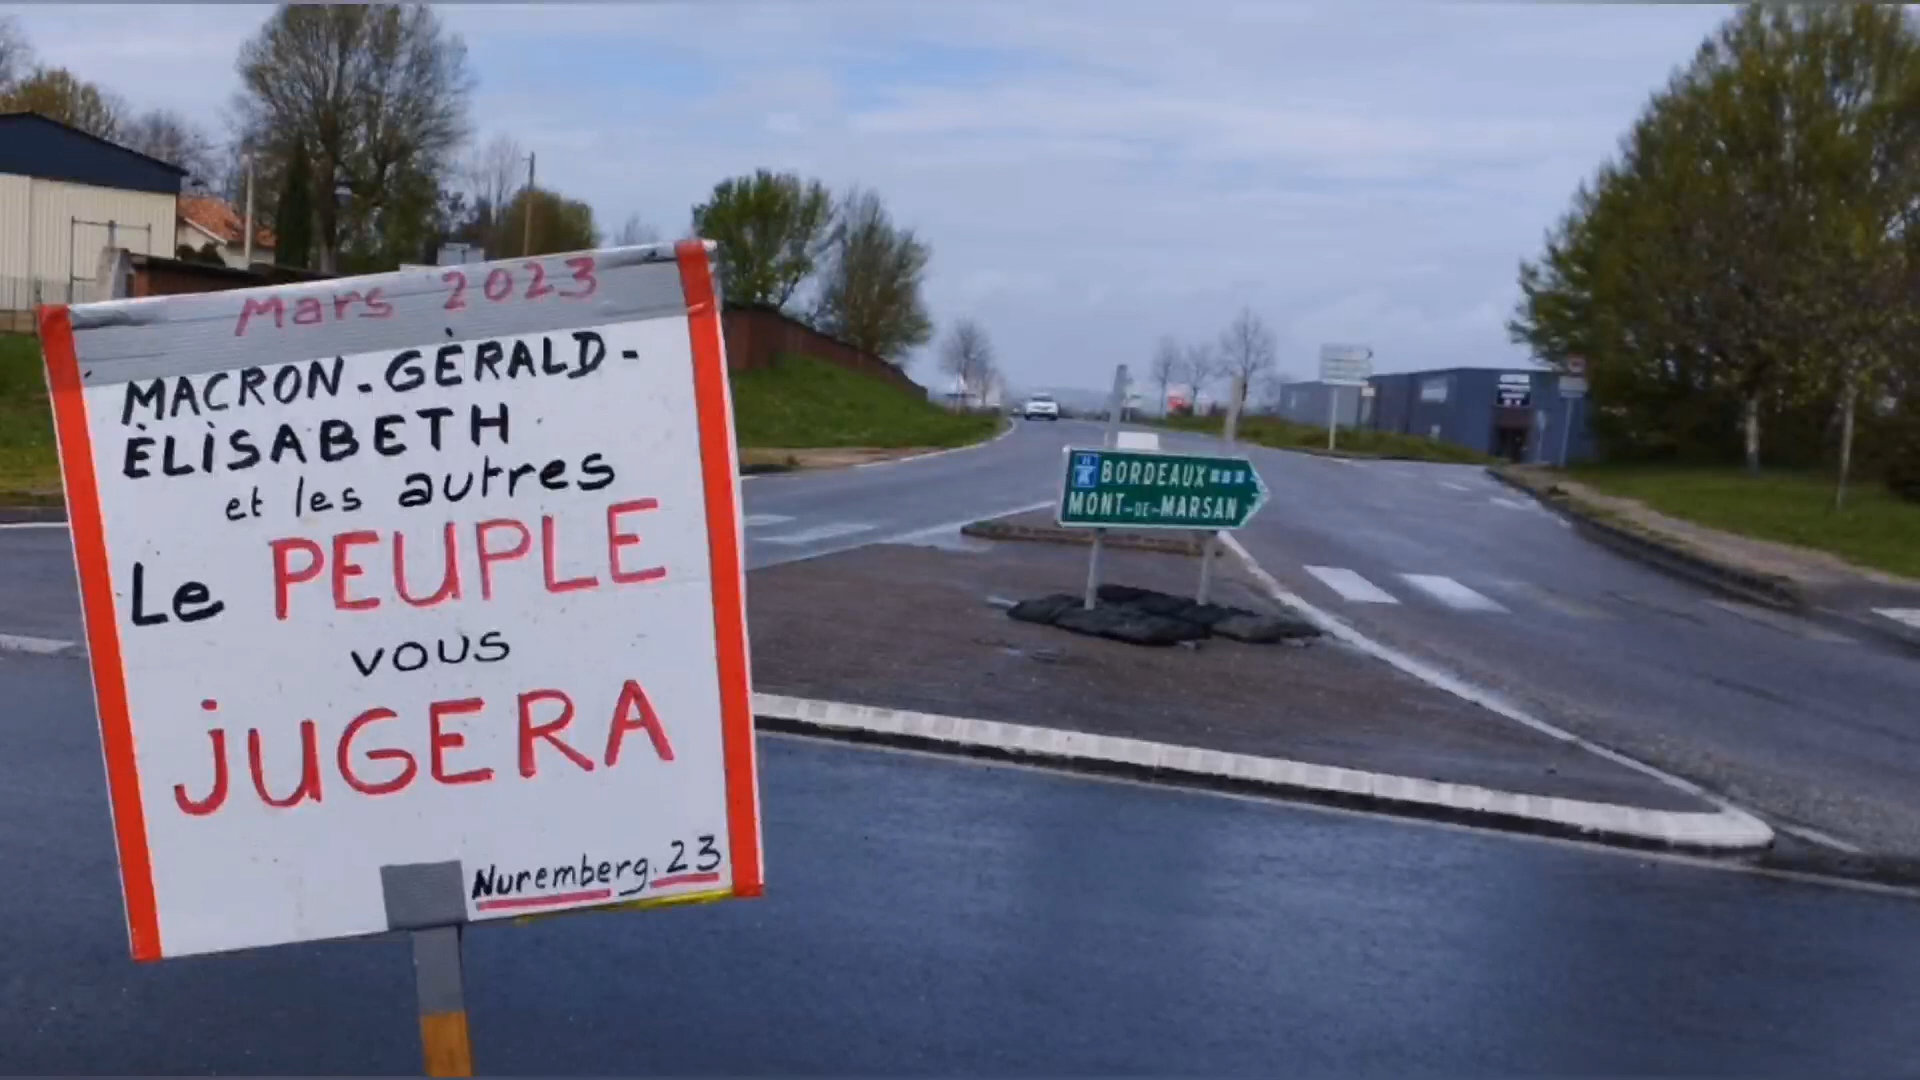 Mars 2023
MACRON-GÈRALD-
ÈLISABETH
et les autres
Le PEUPLE
vous
jUGERA
Nuremberg.23
BORDEAUX
MONT-DE-MARSAN